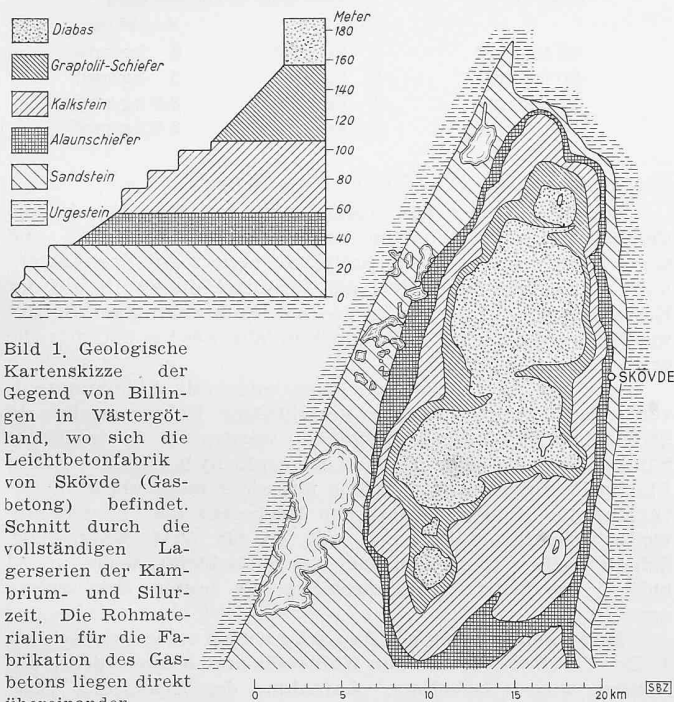 Diabas
Graptolit-Schiefer
Kalkstein
Alaunschiefer
Sandstein
Urgestein
Meter
180
160
140
120
100
80
60
40
20
0
SKÖVDE
Bild 1. Geologische
Kartenskizze der
Gegend von Billin-
gen in Västergöt-
land, wo sich die
Leichtbetonfabrik
von Skövde (Gas-
betong) befindet.
Schnitt durch die
vollständigen La-
gerserien der Kam-
brium- und Silur-
zeit. Die Rohmate-
rialien für die Fa-
brikation des Gas-
betons liegen direkt
übereinander
0 5 10 15 20 km
SBZ